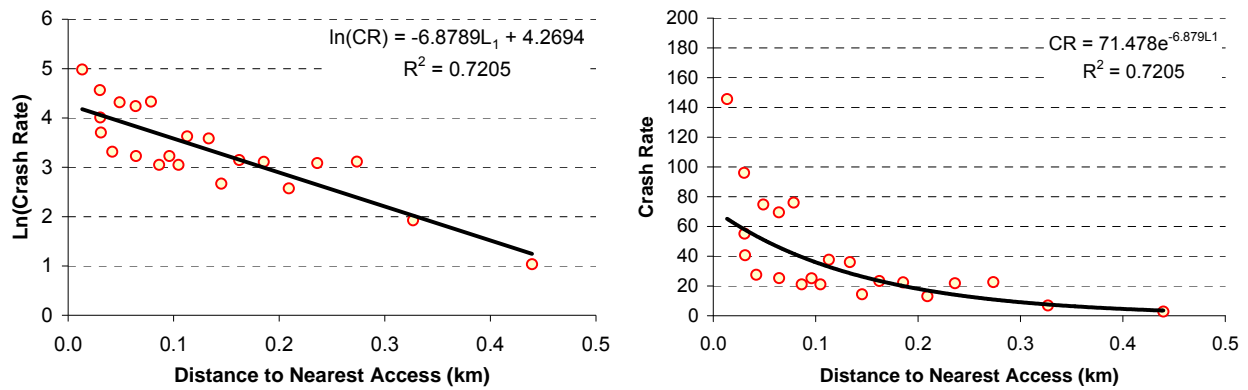 6
5
4
3
2
1
0
Ln(Crash Rate)
ln(CR) = -6.8789L₁ + 4.2694
R² = 0.7205
0.0 0.1 0.2 0.3 0.4 0.5
Distance to Nearest Access (km)
200
180
160
140
120
100
80
60
40
20
0
Crash Rate
CR = 71.478e^-6.879L1
R² = 0.7205
0.0 0.1 0.2 0.3 0.4 0.5
Distance to Nearest Access (km)